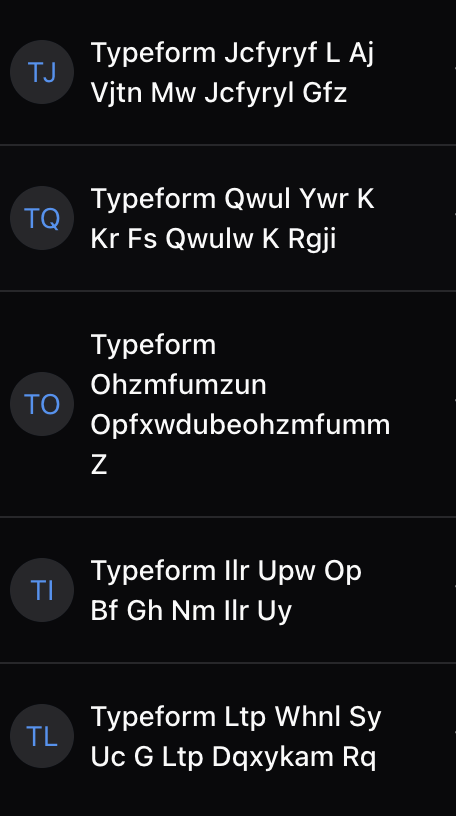 TJ
Typeform Jcfyryf L Aj
Vjtn Mw Jcfyryl Gfz
TQ
Typeform Qwul Ywr K
Kr Fs Qwulw K Rgji
TO
Typeform
Ohzmfumzun
Opfxwdubeohzmfumm
Z
TI
Typeform Ilr Upw Op
Bf Gh Nm Ilr Uy
TL
Typeform Ltp Whnl Sy
Uc G Ltp Dqxykam Rq